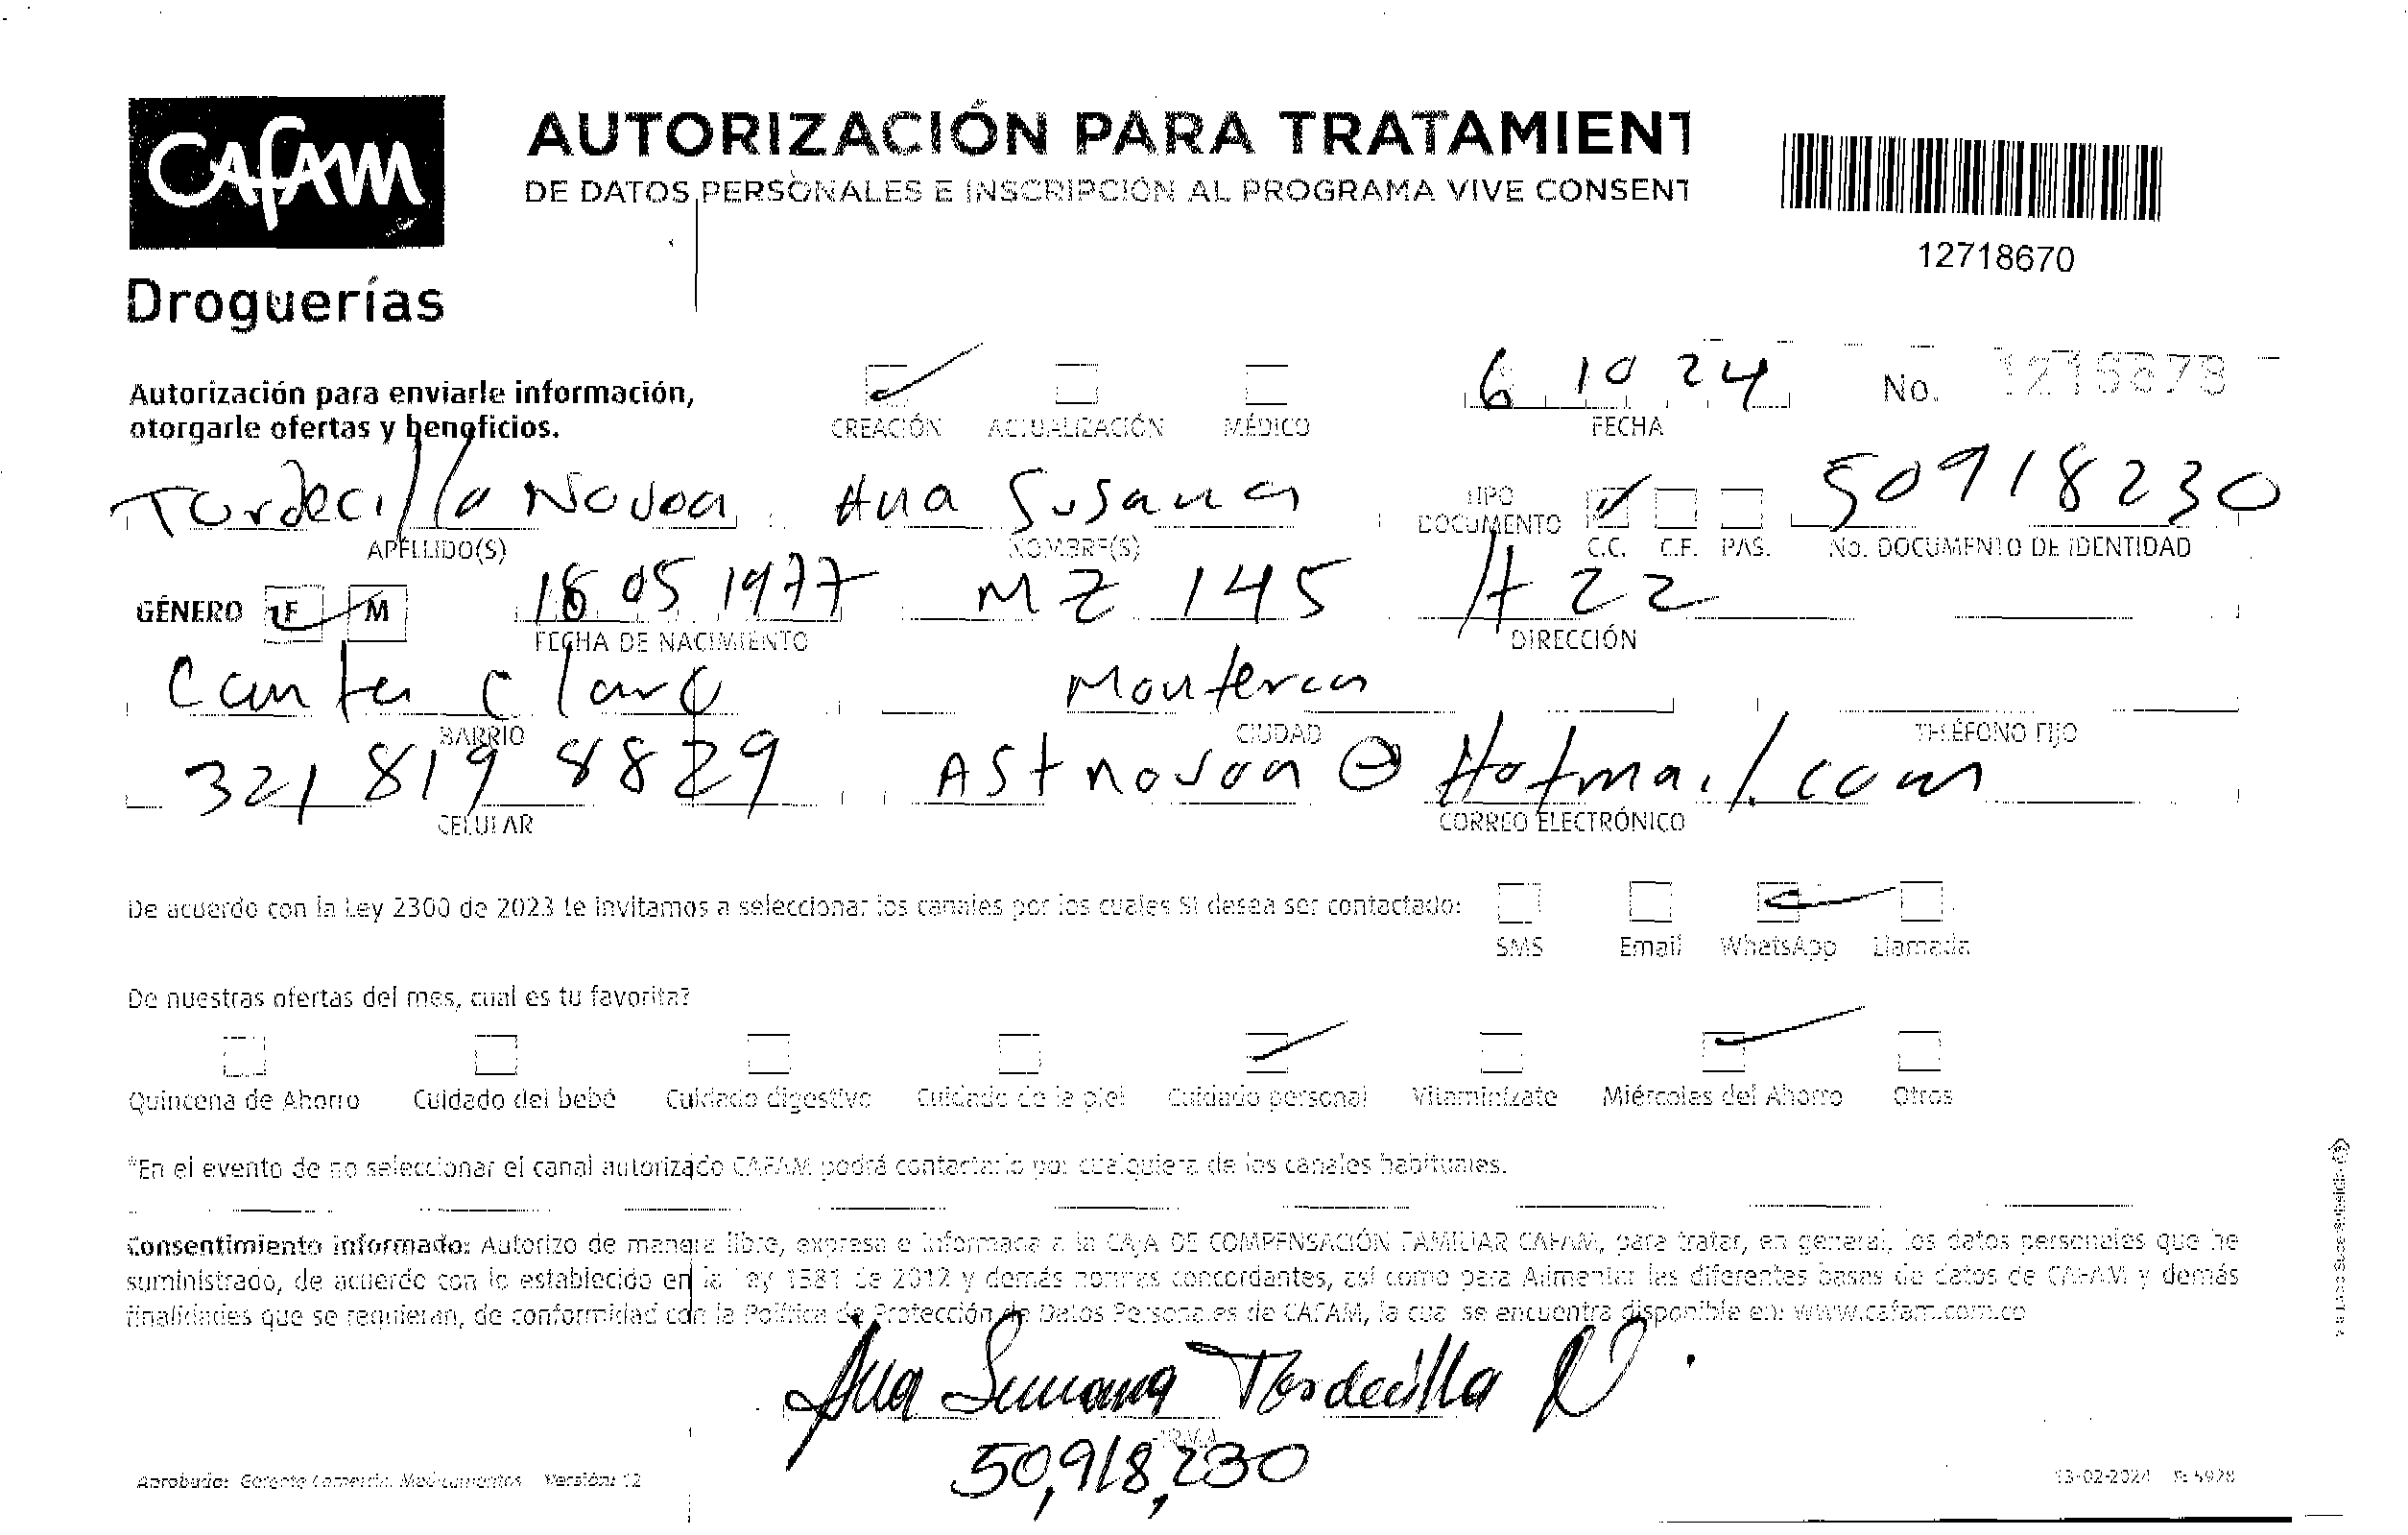 CAFAM
Droguerías
AUTORIZACIÓN PARA TRATAMIENT
DE DATOS PERSONALES E INSCRIPCIÓN AL PROGRAMA VIVE CONSENT
12718670
Autorización para enviarle información,
otorgarle ofertas y beneficios.
CREACIÓN ACTUALIZACIÓN MÉDICO
6 10 24
FECHA
No.
Tordecilla Novoa Ana Susana
TIPO DOCUMENTO
50918230
APELLIDO(S) NOMBRE(S) C.C. C.E. PAS. No. DOCUMENTO DE IDENTIDAD
GÉNERO F M 18 05 1977 MZ 145 lt 22
FECHA DE NACIMIENTO DIRECCIÓN
Canta Claro Monteria
BARRIO CIUDAD TELÉFONO FIJO
321 819 8829 AStnovoa@Hotmail.com
CELULAR CORREO ELECTRÓNICO
De acuerdo con la Ley 2300 de 2023 te invitamos a seleccionar los canales por los cuales SI desea ser contactado:
SMS Email WhatsApp Llamada
De nuestras ofertas del mes, cual es tu favorita?
Quincena de Ahorro Cuidado del bebé Cuidado digestivo Cuidado de la piel Cuidado personal Vitaminízate Miércoles del Ahorro Otros
*En el evento de no seleccionar el canal autorizado CAFAM podrá contactarlo por cualquiera de los canales habituales.
Consentimiento informado: Autorizo de manera libre, expresa e informada a la CAJA DE COMPENSACIÓN FAMILIAR CAFAM, para tratar, en general, los datos personales que he
suministrado, de acuerdo con lo establecido en la Ley 1581 de 2012 y demás normas concordantes, así como para Alimentar las diferentes bases de datos de CAFAM y demás
finalidades que se requieran, de conformidad con la Política de Protección de Datos Personales de CAFAM, la cual se encuentra disponible en: www.cafam.com.co
Ana Susana Tordecilla N.
FIRMA
50,918,230
Aprobado: Gerente Comercial Medicamentos Versión: 12
13-02-2024